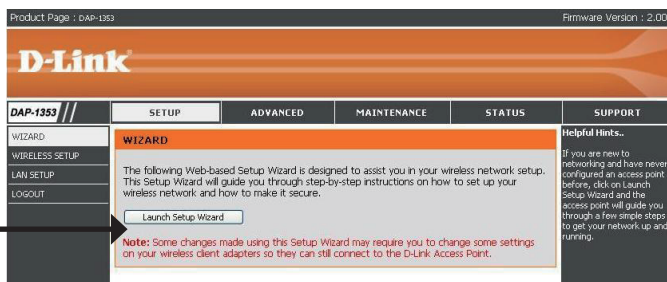 Product Page : DAP-1353 Firmware Version : 2.00
D-Link
DAP-1353 // SETUP ADVANCED MAINTENANCE STATUS SUPPORT
WIZARD
WIRELESS SETUP
LAN SETUP
LOGOUT
WIZARD
The following Web-based Setup Wizard is designed to assist you in your wireless network setup.
This Setup Wizard will guide you through step-by-step instructions on how to set up your
wireless network and how to make it secure.
Launch Setup Wizard
Note: Some changes made using this Setup Wizard may require you to change some settings
on your wireless client adapters so they can still connect to the D-Link Access Point.
Helpful Hints..
If you are new to
networking and have never
configured an access point
before, click on Launch
Setup Wizard and the
access point will guide you
through a few simple steps
to get your network up and
running.